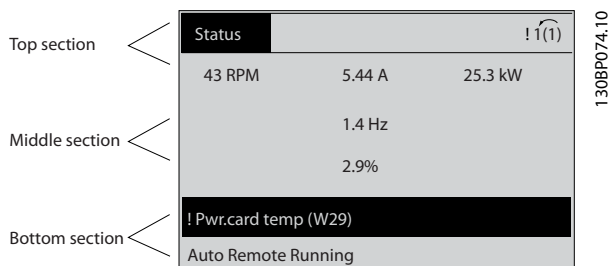 Top section
Status
! 1(1)
43 RPM 5.44 A 25.3 kW
Middle section
1.4 Hz
2.9%
Bottom section
! Pwr.card temp (W29)
Auto Remote Running
130BP074.10